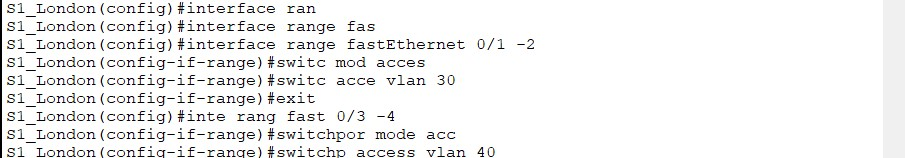 S1_London(config)#interface ran
S1_London(config)#interface range fas
S1_London(config)#interface range fastEthernet 0/1 -2
S1_London(config-if-range)#switc mod acces
S1_London(config-if-range)#switc acce vlan 30
S1_London(config-if-range)#exit
S1_London(config)#inte rang fast 0/3 -4
S1_London(config-if-range)#switchpor mode acc
S1_London(config-if-range)#switchp access vlan 40